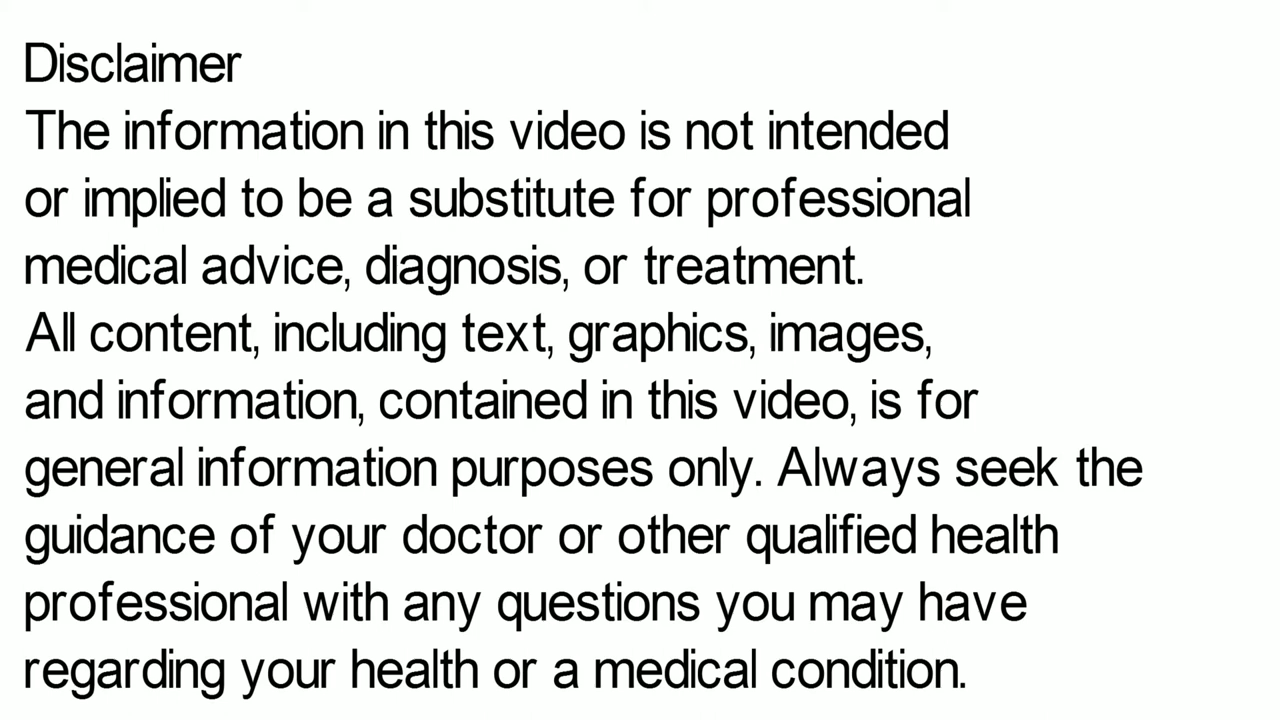 Disclaimer
The information in this video is not intended
or implied to be a substitute for professional
medical advice, diagnosis, or treatment.
All content, including text, graphics, images,
and information, contained in this video, is for
general information purposes only. Always seek the
guidance of your doctor or other qualified health
professional with any questions you may have
regarding your health or a medical condition.